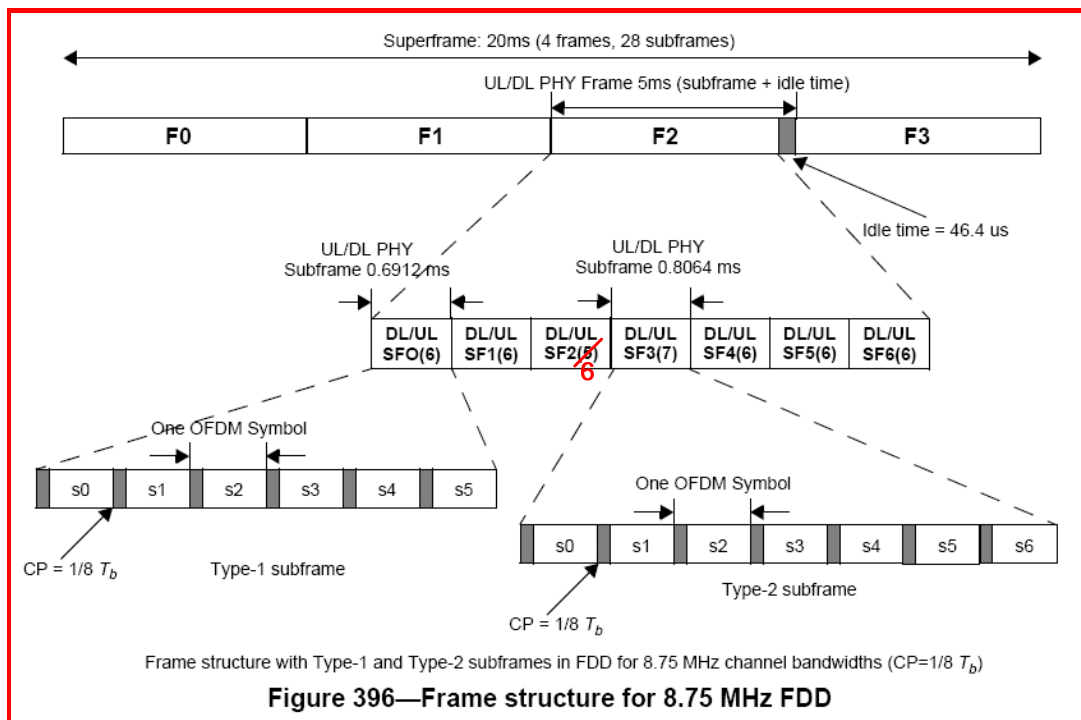 Superframe: 20ms (4 frames, 28 subframes)
UL/DL PHY Frame 5ms (subframe + idle time)
F0 F1 F2 F3
Idle time = 46.4 us
UL/DL PHY
Subframe 0.6912 ms
UL/DL PHY
Subframe 0.8064 ms
DL/UL DL/UL DL/UL DL/UL DL/UL DL/UL DL/UL
SFO(6) SF1(6) SF2(5) SF3(7) SF4(6) SF5(6) SF6(6)
6
One OFDM Symbol
s0 s1 s2 s3 s4 s5
CP = 1/8 Tb
Type-1 subframe
One OFDM Symbol
s0 s1 s2 s3 s4 s5 s6
CP = 1/8 Tb
Type-2 subframe
Frame structure with Type-1 and Type-2 subframes in FDD for 8.75 MHz channel bandwidths (CP=1/8 Tb)
Figure 396—Frame structure for 8.75 MHz FDD